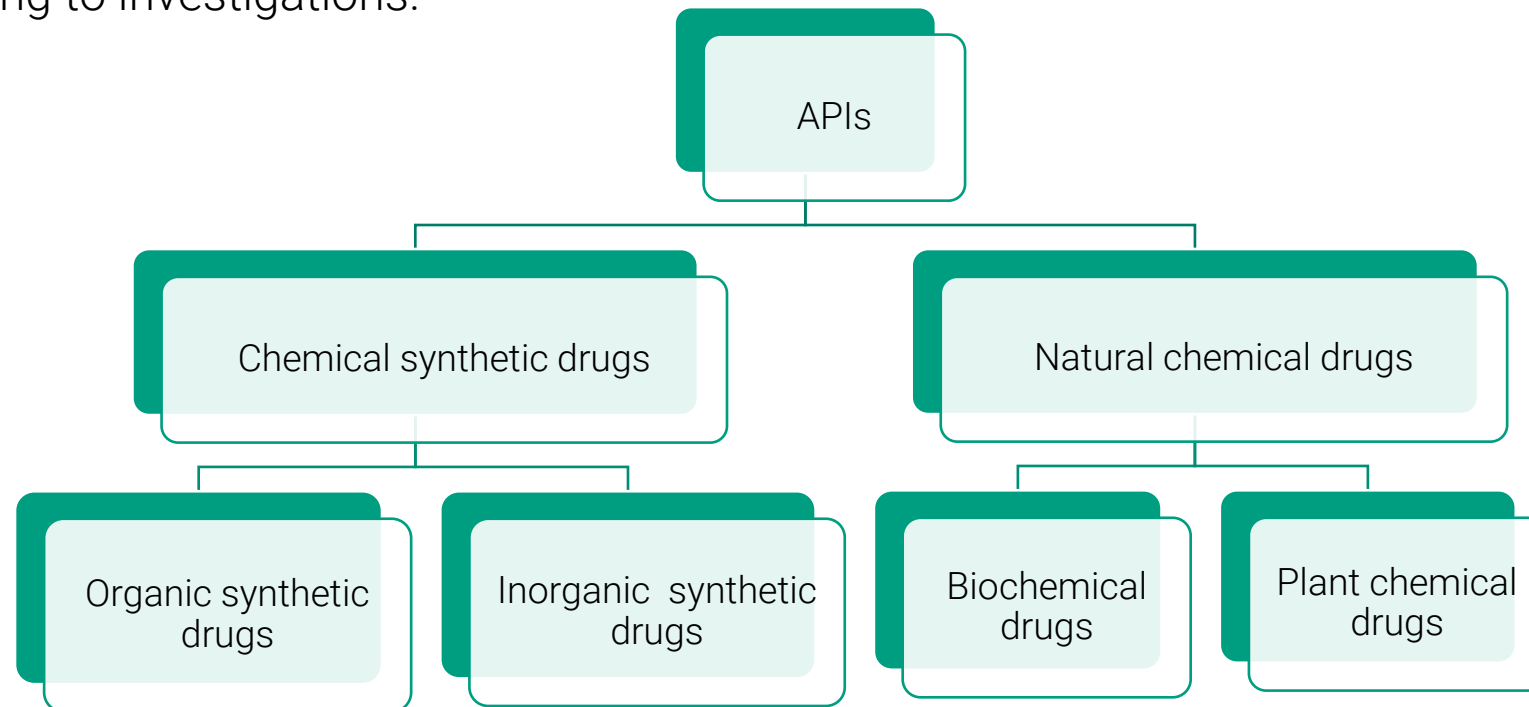 to investigations.
APIs
Chemical synthetic drugs
Natural chemical drugs
Organic synthetic
drugs
Inorganic  synthetic
drugs
Biochemical
drugs
Plant chemical
drugs